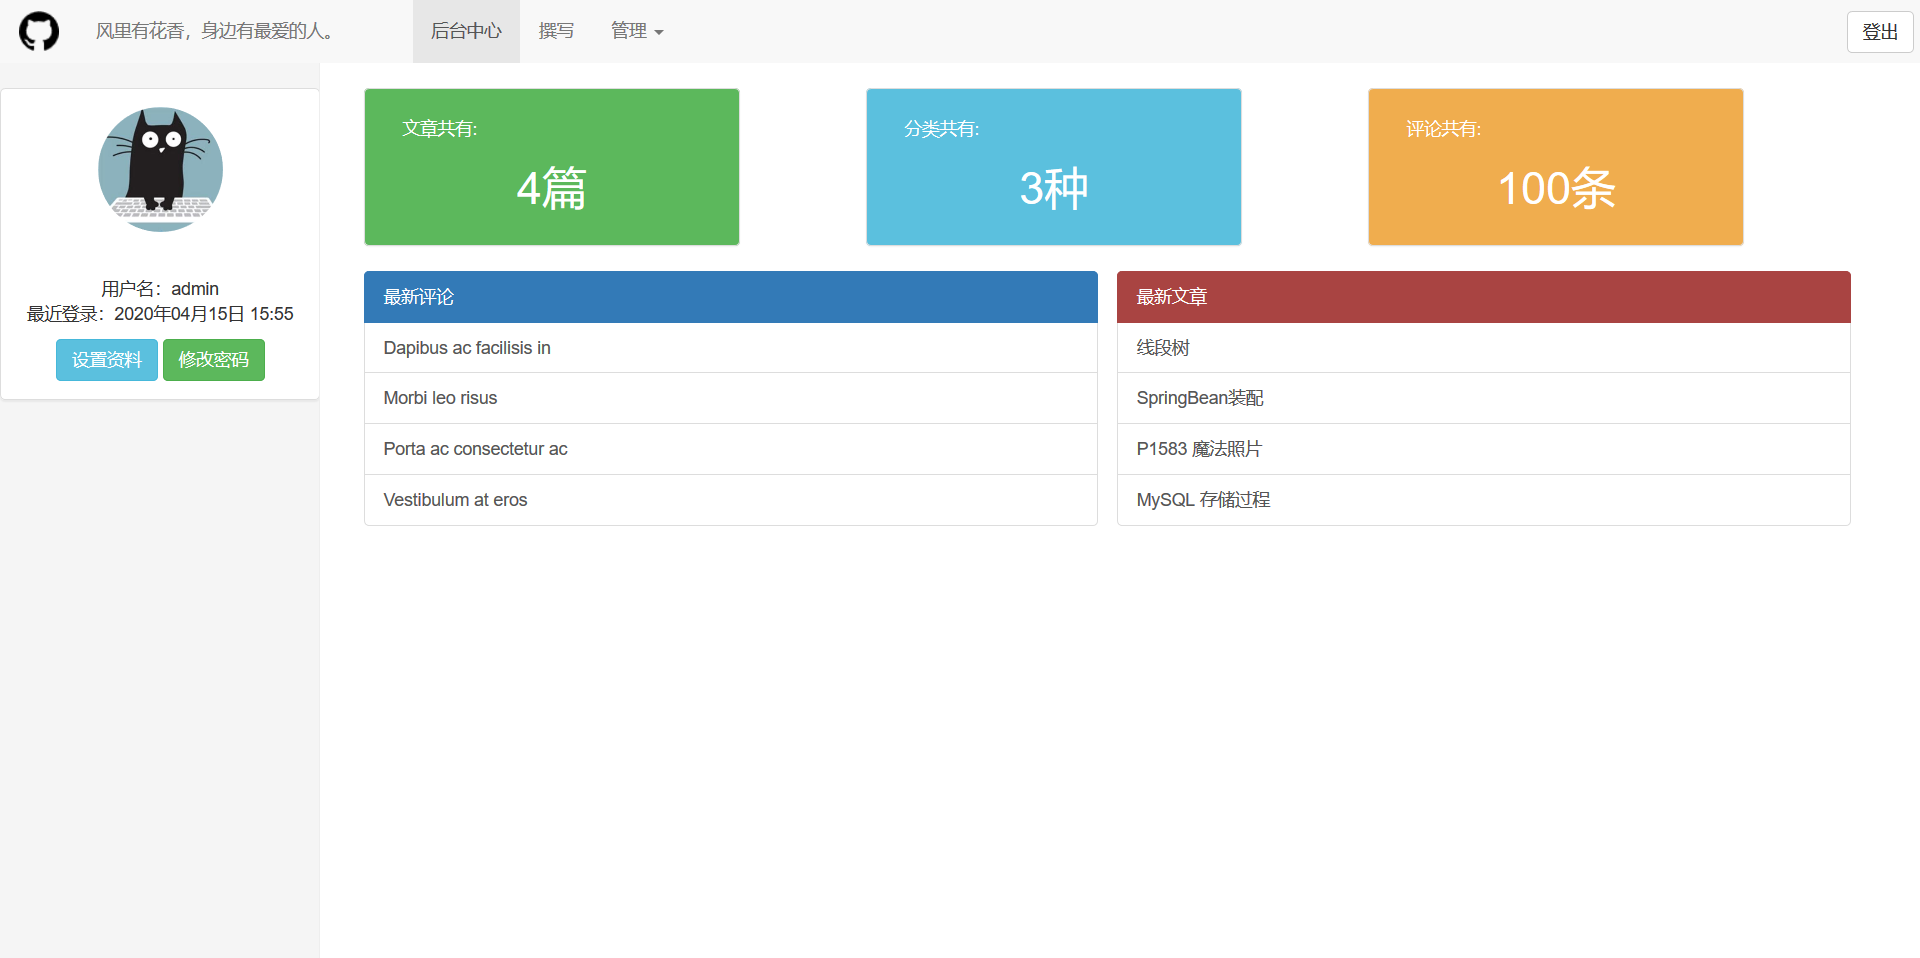 风里有花香，身边有最爱的人。 后台中心 撰写 管理 登出
用户名：admin
最近登录：2020年04月15日 15:55
设置资料 修改密码
文章共有:
4篇
分类共有:
3种
评论共有:
100条
最新评论
Dapibus ac facilisis in
Morbi leo risus
Porta ac consectetur ac
Vestibulum at eros
最新文章
线段树
SpringBean装配
P1583 魔法照片
MySQL 存储过程